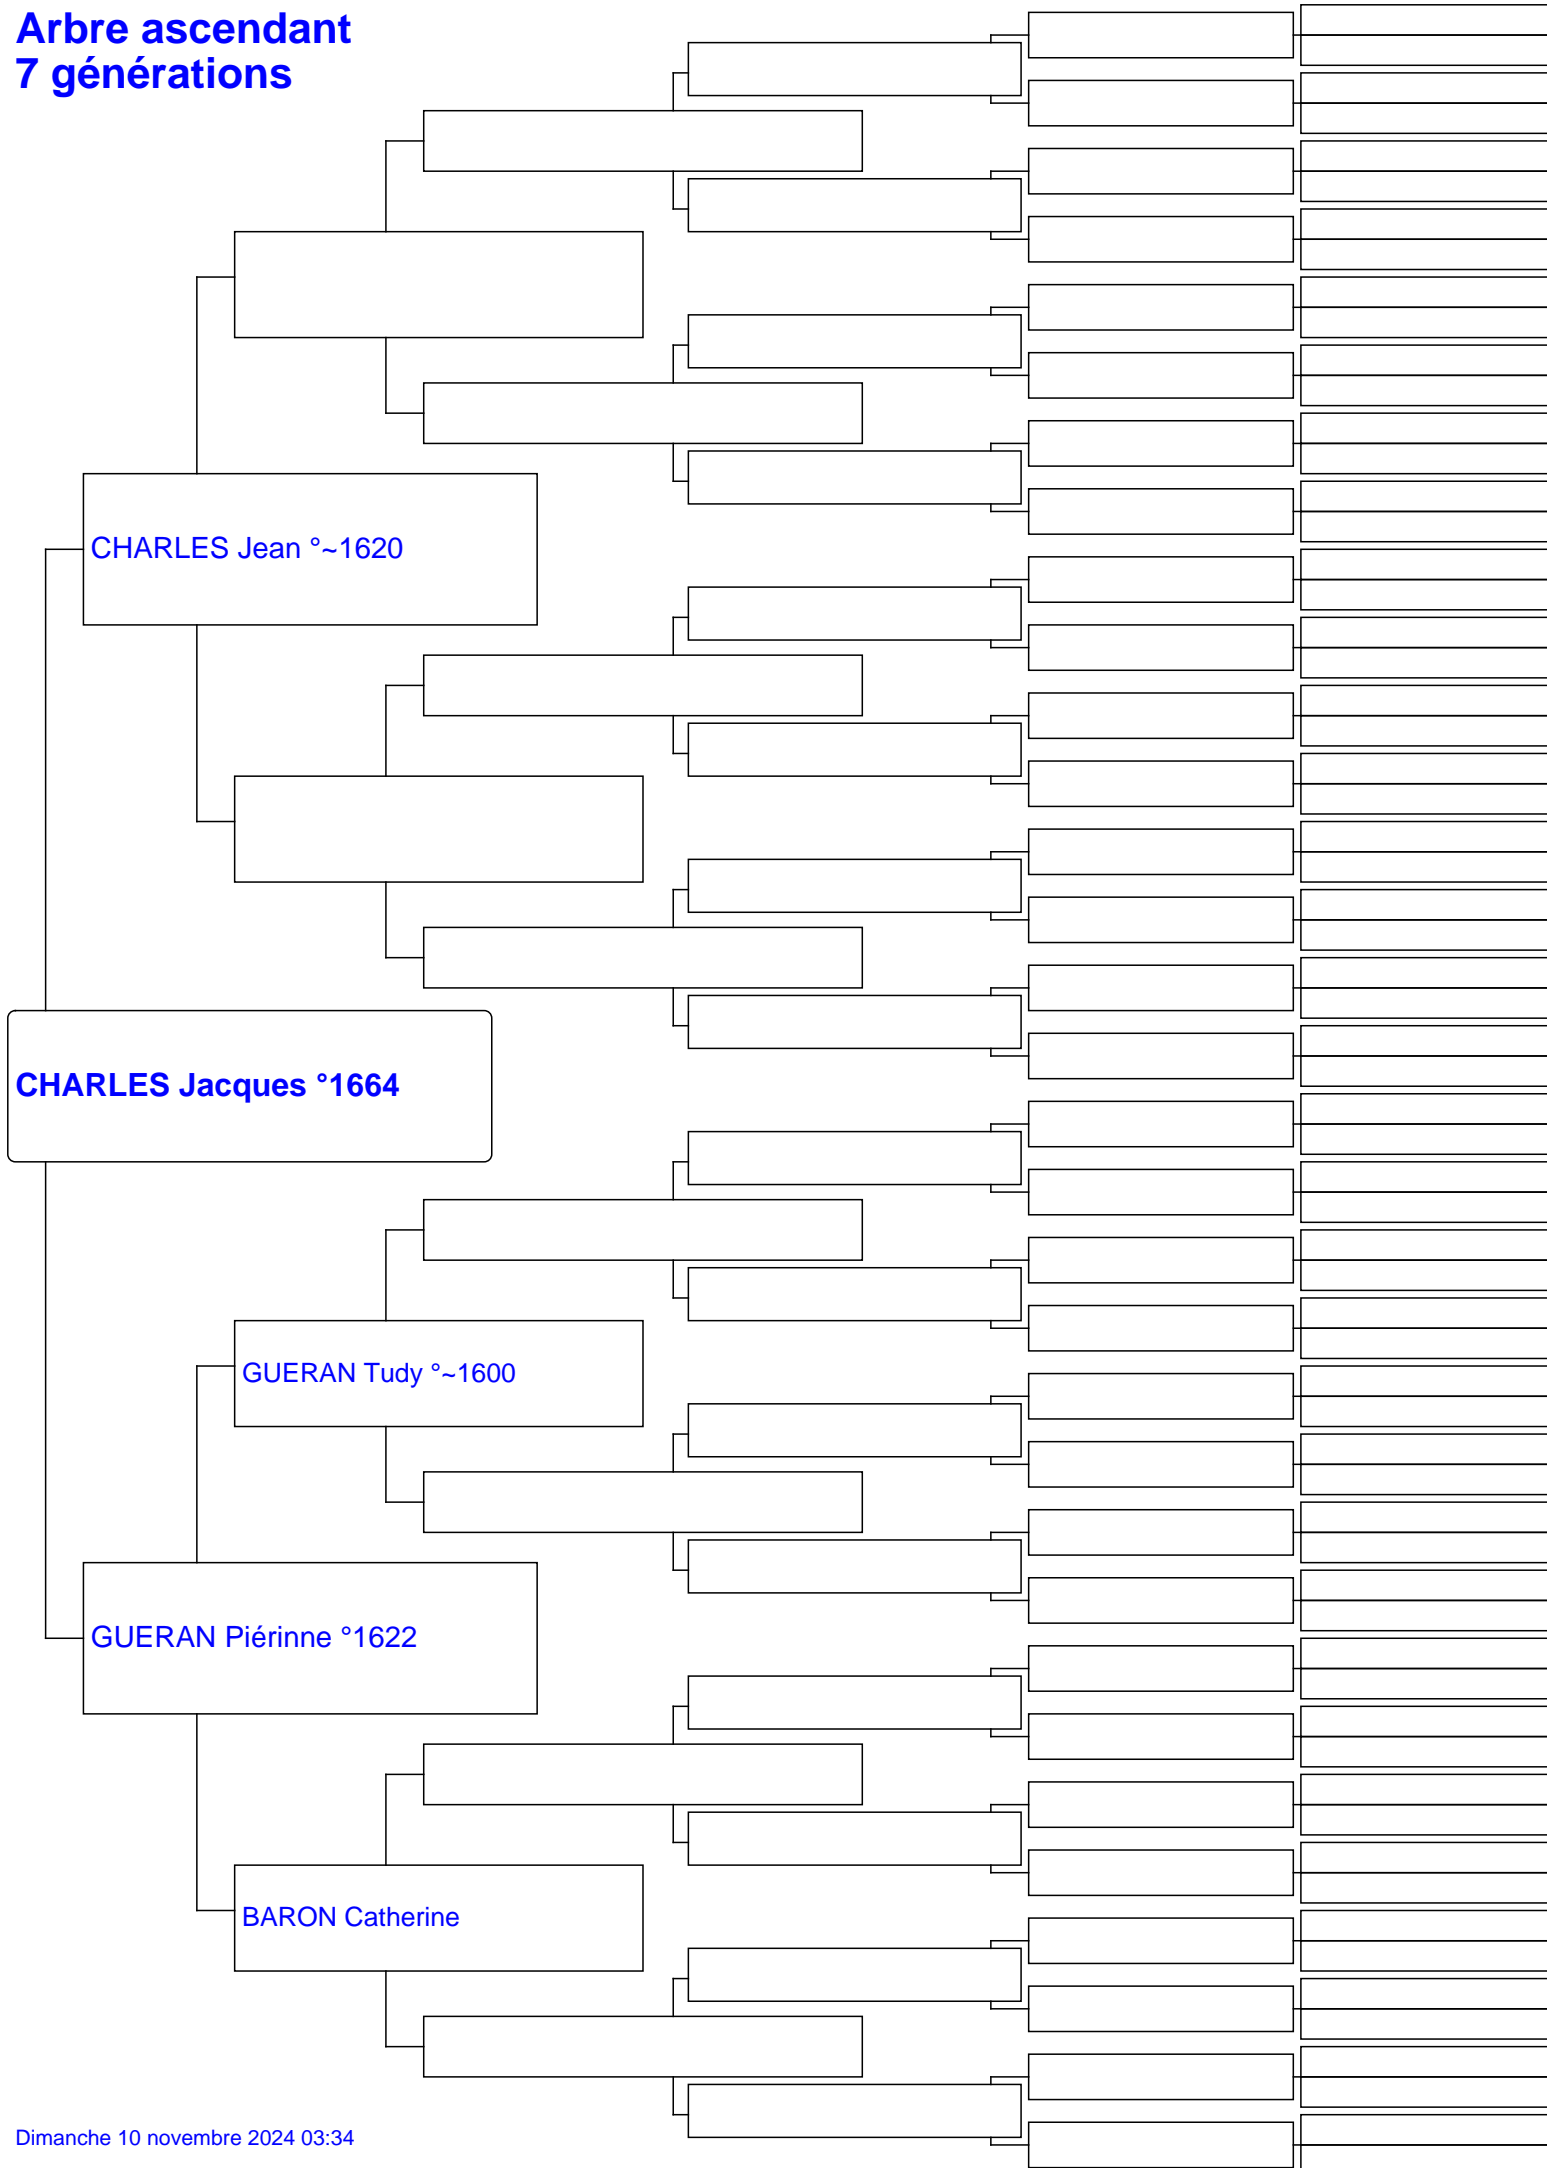 Arbre ascendant
7 générations
CHARLES Jean °~1620
CHARLES Jacques °1664
GUERAN Tudy °~1600
GUERAN Piérinne °1622
BARON Catherine
Dimanche 10 novembre 2024 03:34